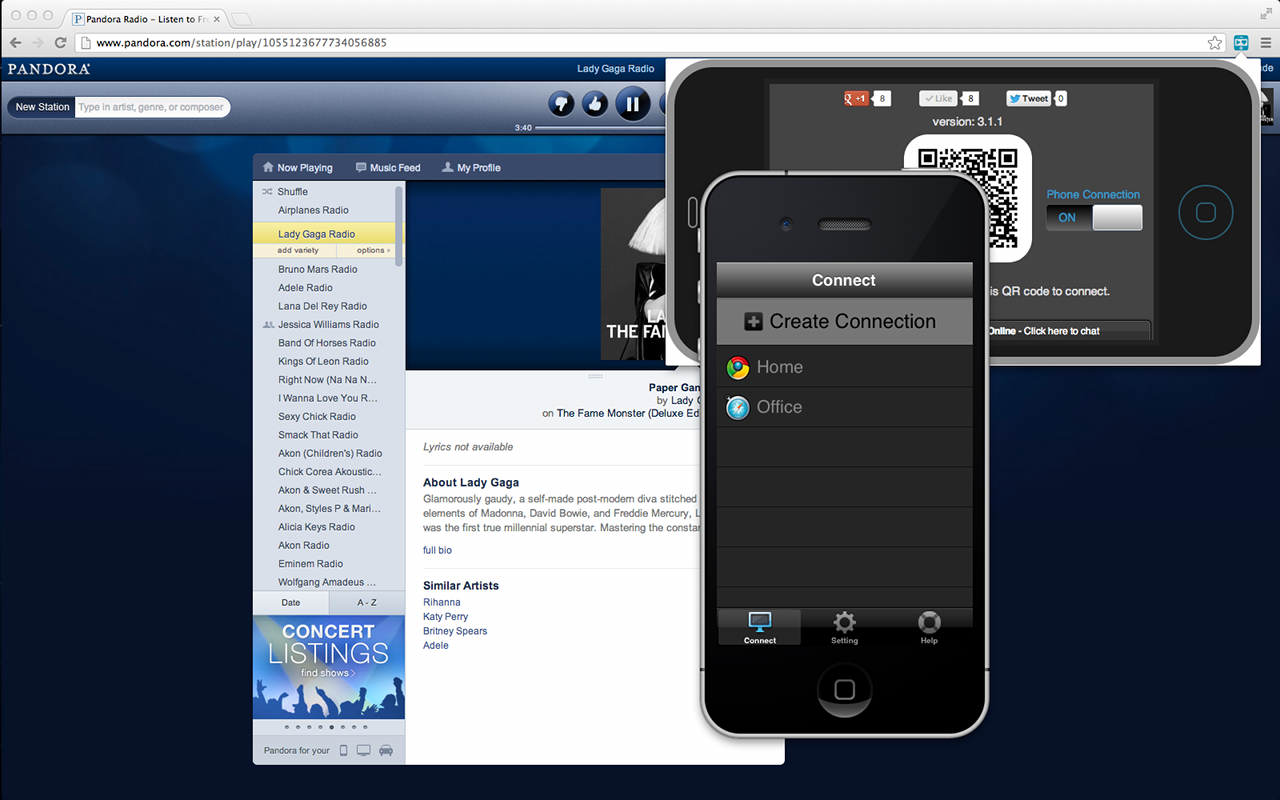 Pandora Radio – Listen to Fr
www.pandora.com/station/play/1055123677734056885
PANDORA
Lady Gaga Radio
New Station
Type in artist, genre, or composer
3:40
Now Playing
Music Feed
My Profile
Shuffle
Airplanes Radio
Lady Gaga Radio
add variety
options
Bruno Mars Radio
Adele Radio
Lana Del Rey Radio
Jessica Williams Radio
Band Of Horses Radio
Kings Of Leon Radio
Right Now (Na Na N...
I Wanna Love You R...
Sexy Chick Radio
Smack That Radio
Akon (Children's) Radio
Chick Corea Akoustic...
Akon & Sweet Rush ...
Akon, Styles P & Mari...
Alicia Keys Radio
Akon Radio
Eminem Radio
Wolfgang Amadeus ...
Date
A - Z
CONCERT
LISTINGS
find shows
Pandora for your
LA
THE FAM
Paper Gan
by Lady G
on The Fame Monster (Deluxe Ed
Lyrics not available
About Lady Gaga
Glamorously gaudy, a self-made post-modern diva stitched
elements of Madonna, David Bowie, and Freddie Mercury, L
was the first true millennial superstar. Mastering the constan
full bio
Similar Artists
Rihanna
Katy Perry
Britney Spears
Adele
+1
8
Like
8
Tweet
0
version: 3.1.1
Phone Connection
ON
is QR code to connect.
Online - Click here to chat
Connect
Create Connection
Home
Office
Connect
Setting
Help